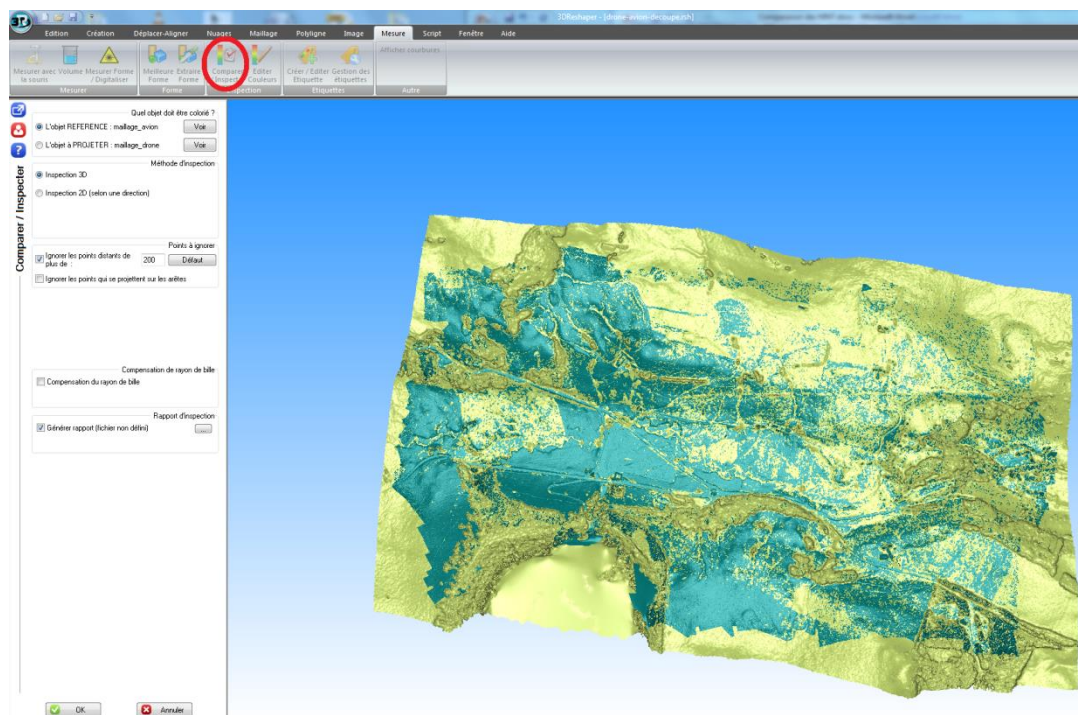 3DReshaper - [drone-avion-decoupe.rsh]
Edition Création Déplacer-Aligner Nuages Maillage Polyligne Image Mesure Script Fenêtre Aide
Mesurer avec la souris
Volume
Mesurer Forme / Digitaliser
Mesurer
Meilleure Forme
Extraire Forme
Forme
Comparer Inspecter
Editer Couleurs
Inspection
Créer / Editer Etiquette
Gestion des étiquettes
Etiquettes
Afficher courbures
Autre
Comparer / Inspecter
Quel objet doit être colorié ?
L'objet REFERENCE : maillage_avion Voir
L'objet à PROJETER : maillage_drone Voir
Méthode d'inspection
Inspection 3D
Inspection 2D (selon une direction)
Points à ignorer
Ignorer les points distants de plus de : 200 Défaut
Ignorer les points qui se projettent sur les arêtes
Compensation de rayon de bille
Compensation du rayon de bille
Rapport d'inspection
Générer rapport (fichier non défini) ...
OK Annuler